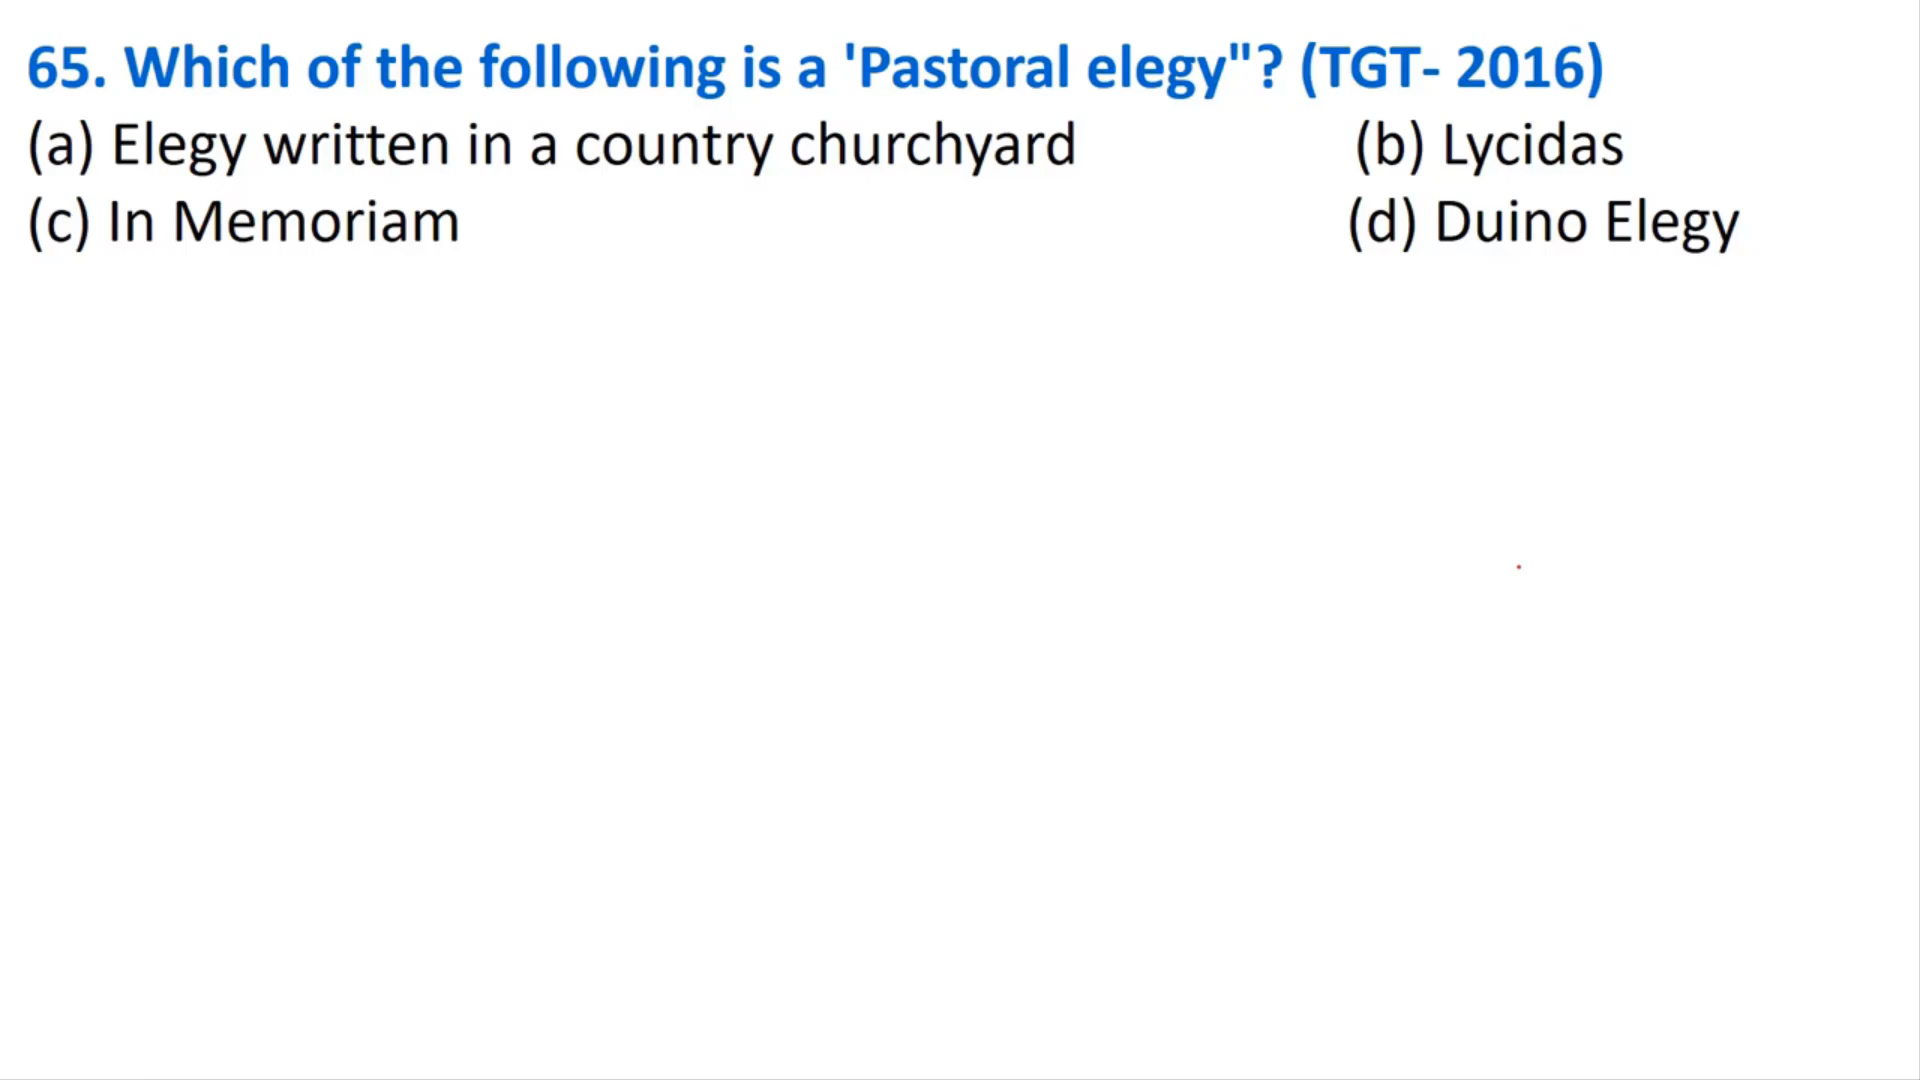 65. Which of the following is a 'Pastoral elegy"? (TGT- 2016)
(a) Elegy written in a country churchyard (b) Lycidas
(c) In Memoriam (d) Duino Elegy